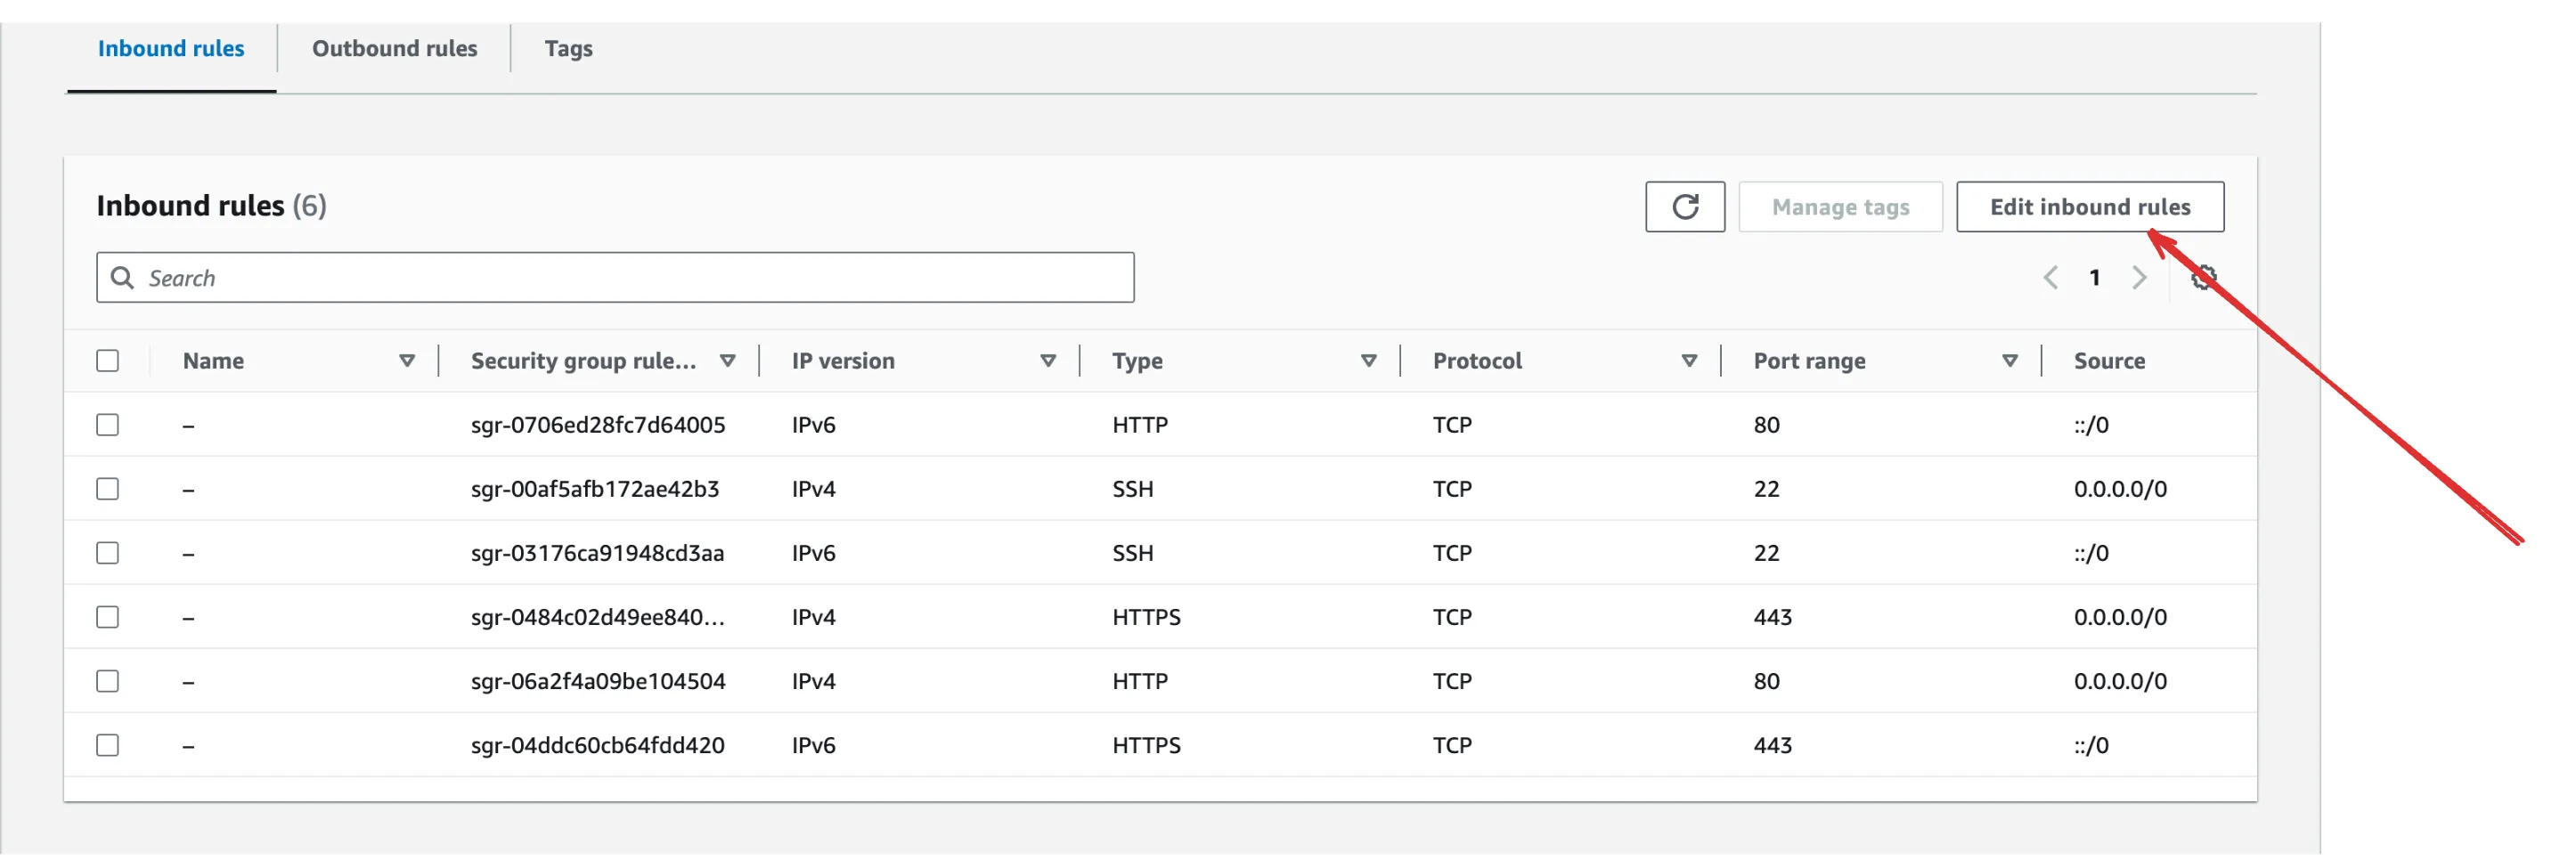 Inbound rules Outbound rules Tags
Inbound rules (6) Manage tags Edit inbound rules
Search 1
Name Security group rule... IP version Type Protocol Port range Source
– sgr-0706ed28fc7d64005 IPv6 HTTP TCP 80 ::/0
– sgr-00af5afb172ae42b3 IPv4 SSH TCP 22 0.0.0.0/0
– sgr-03176ca91948cd3aa IPv6 SSH TCP 22 ::/0
– sgr-0484c02d49ee840... IPv4 HTTPS TCP 443 0.0.0.0/0
– sgr-06a2f4a09be104504 IPv4 HTTP TCP 80 0.0.0.0/0
– sgr-04ddc60cb64fdd420 IPv6 HTTPS TCP 443 ::/0